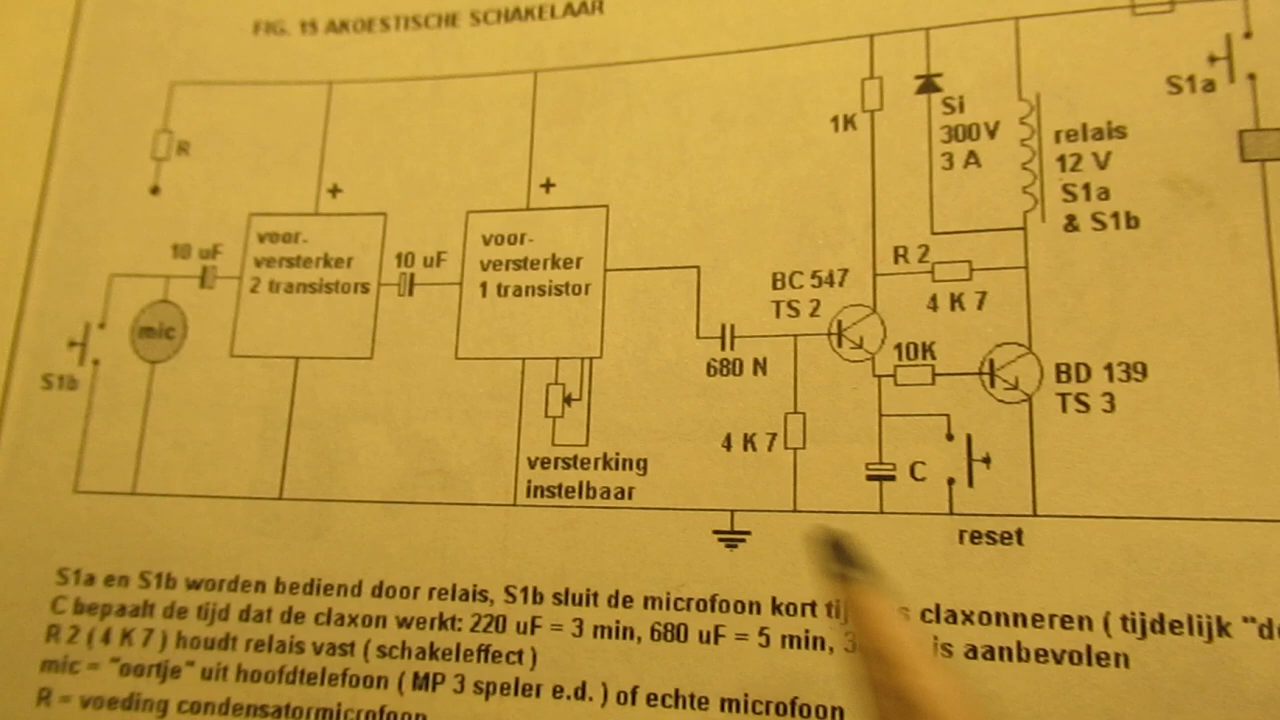 FIG. 15 AKOESTISCHE SCHAKELAAR
S1a
R
1K
Si
300V
3 A
relais
12 V
S1a
& S1b
+
+
10 uF
voor-
versterker
2 transistors
10 uF
voor-
versterker
1 transistor
BC 547
TS 2
R 2
4 K 7
mic
S1b
680 N
10K
BD 139
TS 3
4 K 7
C
versterking
instelbaar
reset
S1a en S1b worden bediend door relais, S1b sluit de microfoon kort claxonneren ( tijdelijk
C bepaalt de tijd dat de claxon werkt: 220 uF = 3 min, 680 uF = 5 min, is aanbevolen
R 2 ( 4 K 7 ) houdt relais vast ( schakeleffect )
mic = "oortje" uit hoofdtelefoon ( MP 3 speler e.d. ) of echte microfoon
R = voeding condensatormicrofoon